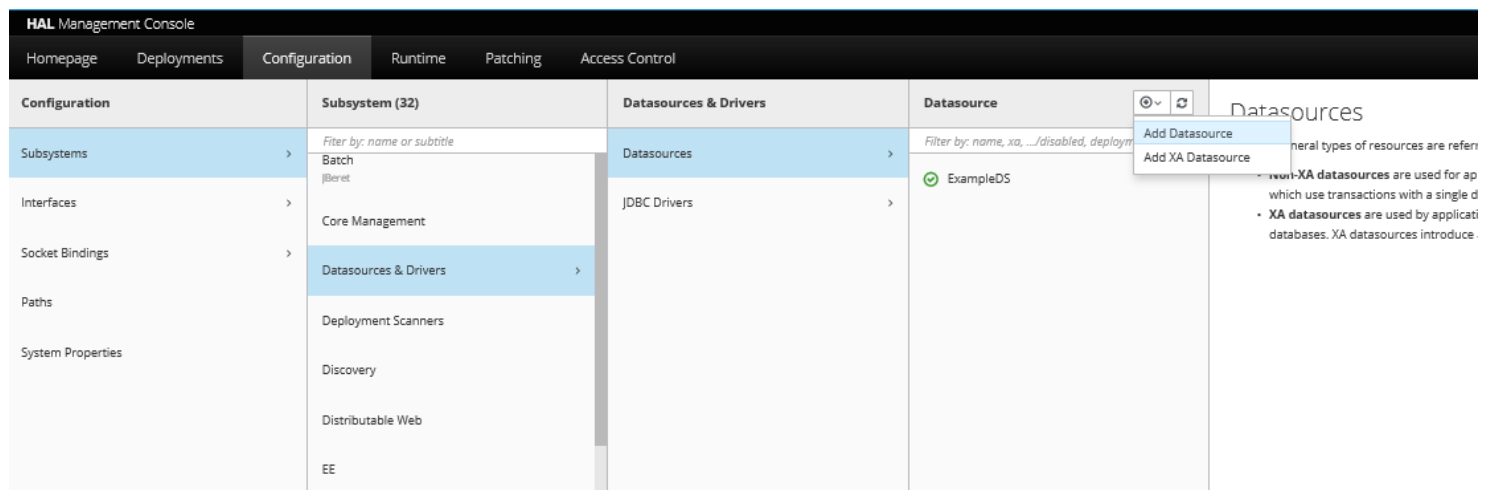 HAL Management Console
Homepage Deployments Configuration Runtime Patching Access Control
Configuration
Subsystems
Interfaces
Socket Bindings
Paths
System Properties
Subsystem (32)
Fiter by: name or subtitle
Batch
JBeret
Core Management
Datasources & Drivers
Deployment Scanners
Discovery
Distributable Web
EE
Datasources & Drivers
Datasources
JDBC Drivers
Datasource
Filter by: name, xa, .../disabled, deploym
ExampleDS
Add Datasource
Add XA Datasource
Datasources
neral types of resources are referr
Non-XA datasources are used for ap
which use transactions with a single d
XA datasources are used by applicati
databases. XA datasources introduce